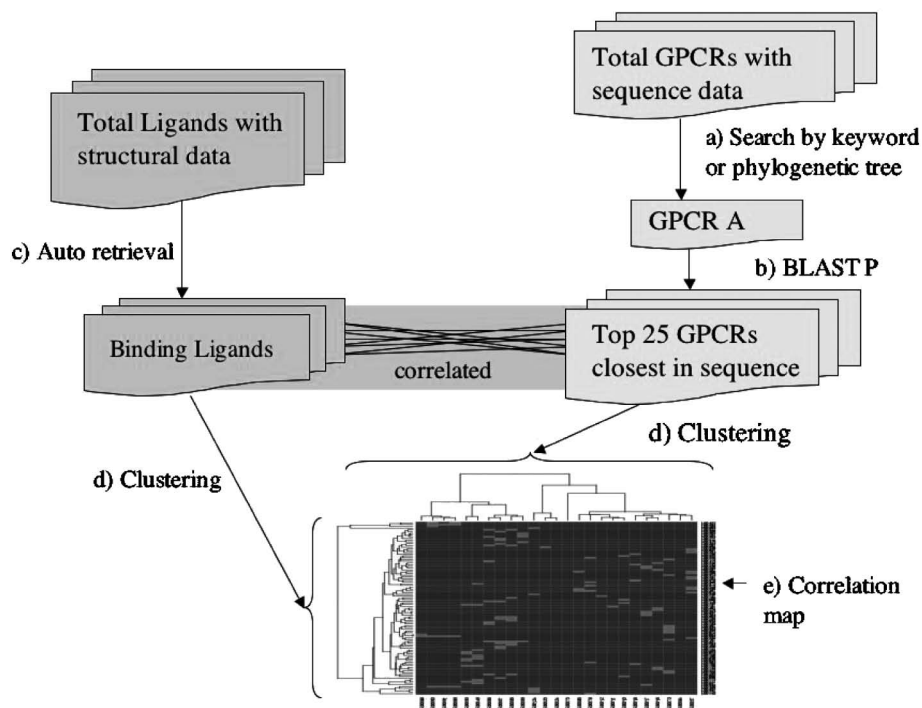 Total GPCRs with
sequence data
Total Ligands with
structural data
a) Search by keyword
or phylogenetic tree
GPCR A
c) Auto retrieval
b) BLAST P
Binding Ligands
correlated
Top 25 GPCRs
closest in sequence
d) Clustering
d) Clustering
e) Correlation
map